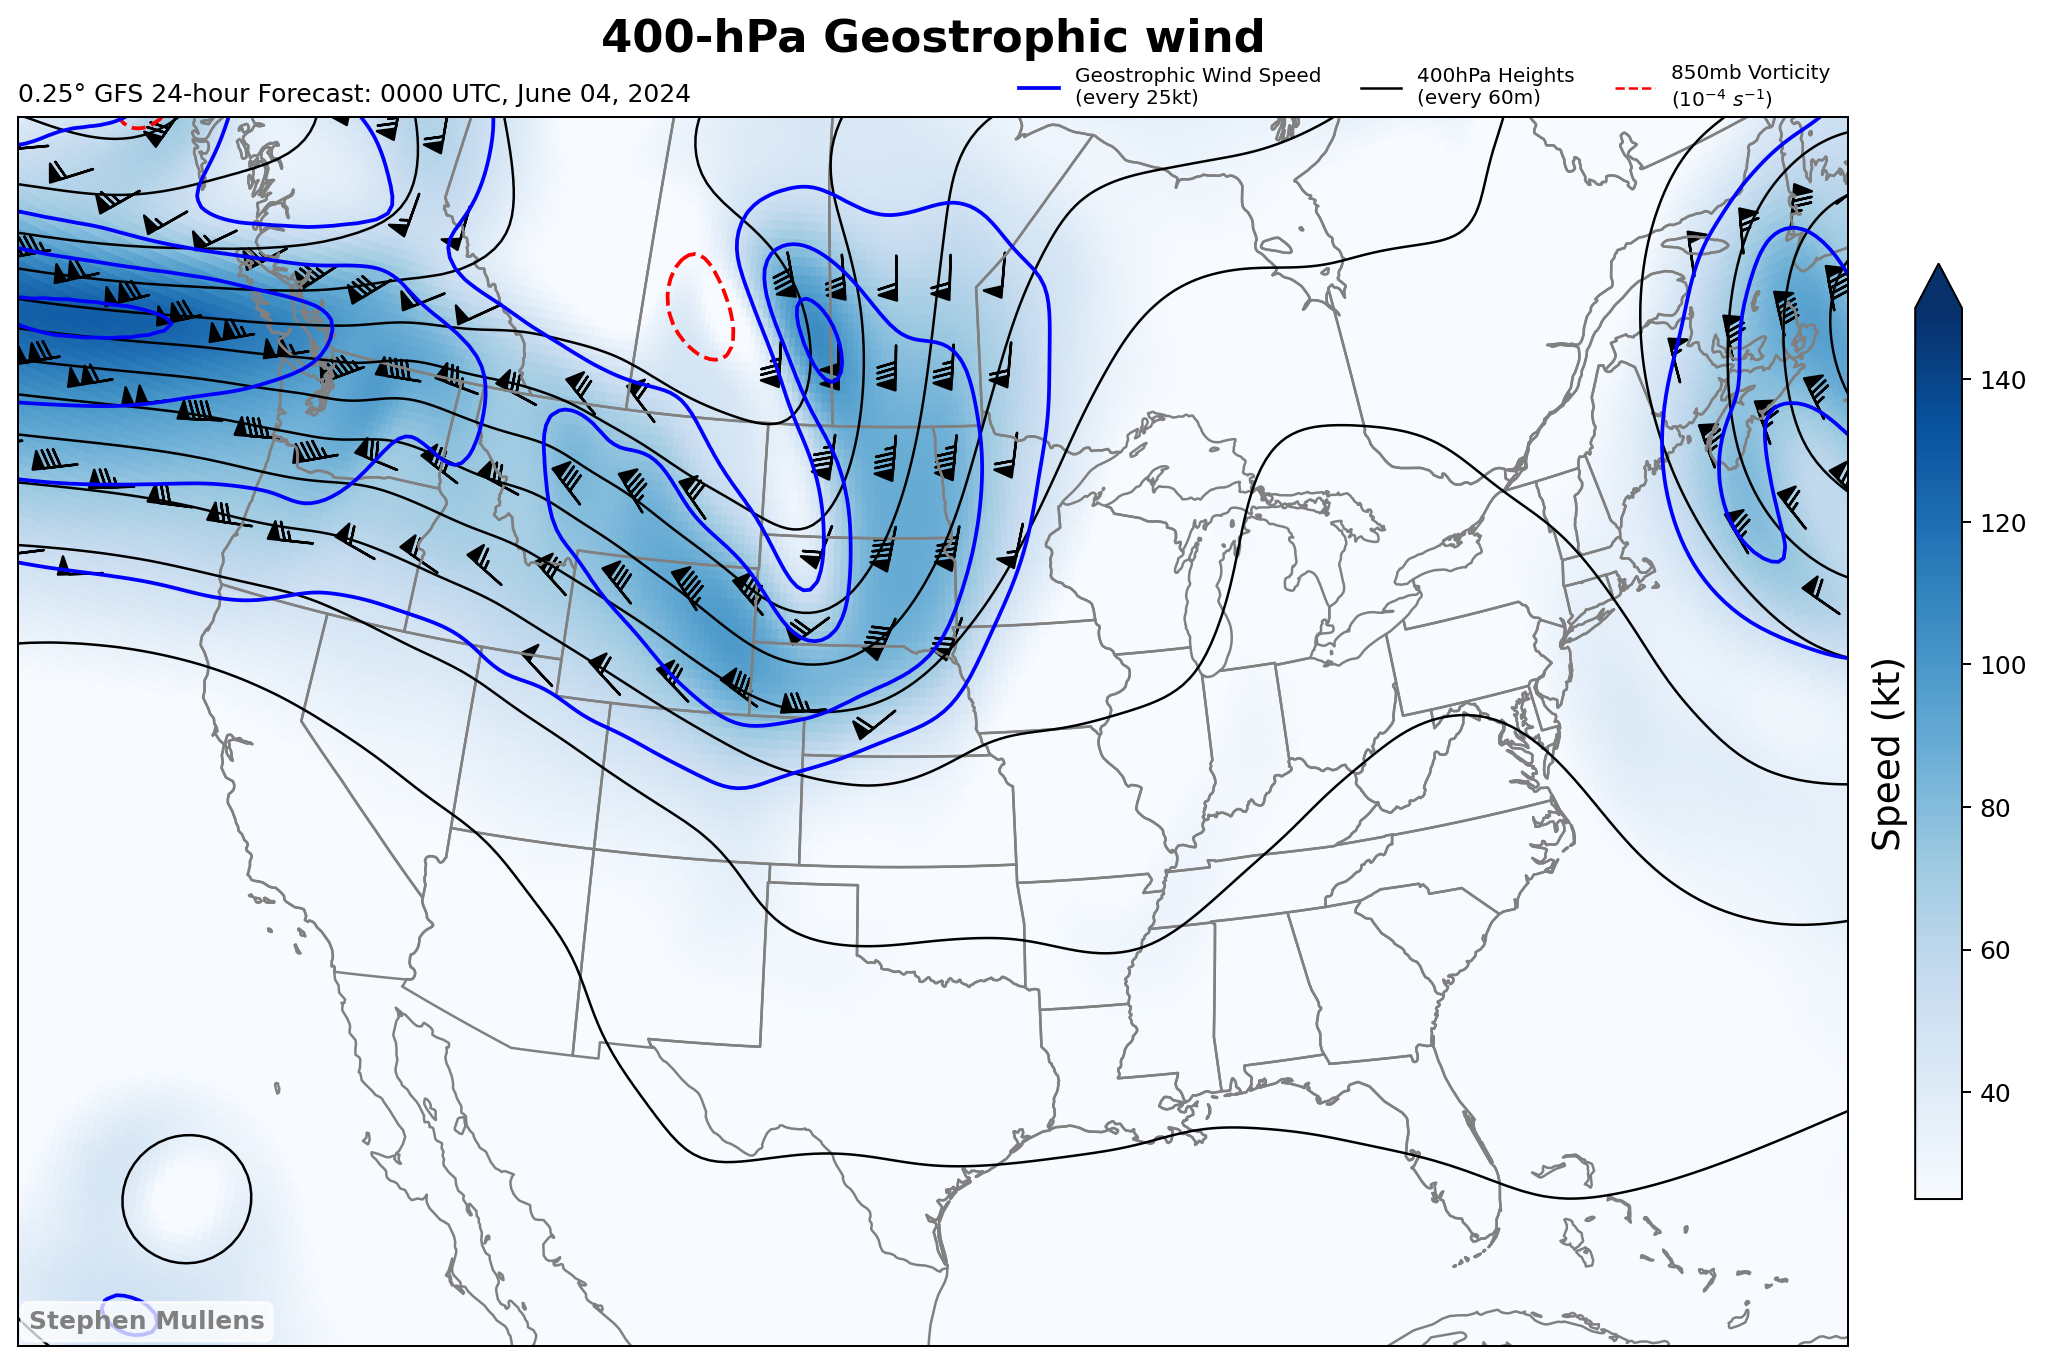 400-hPa Geostrophic wind
0.25° GFS 24-hour Forecast: 0000 UTC, June 04, 2024
Geostrophic Wind Speed
(every 25kt)
400hPa Heights
(every 60m)
850mb Vorticity
(10⁻⁴ s⁻¹)
140
120
100
80
60
40
Speed (kt)
Stephen Mullens